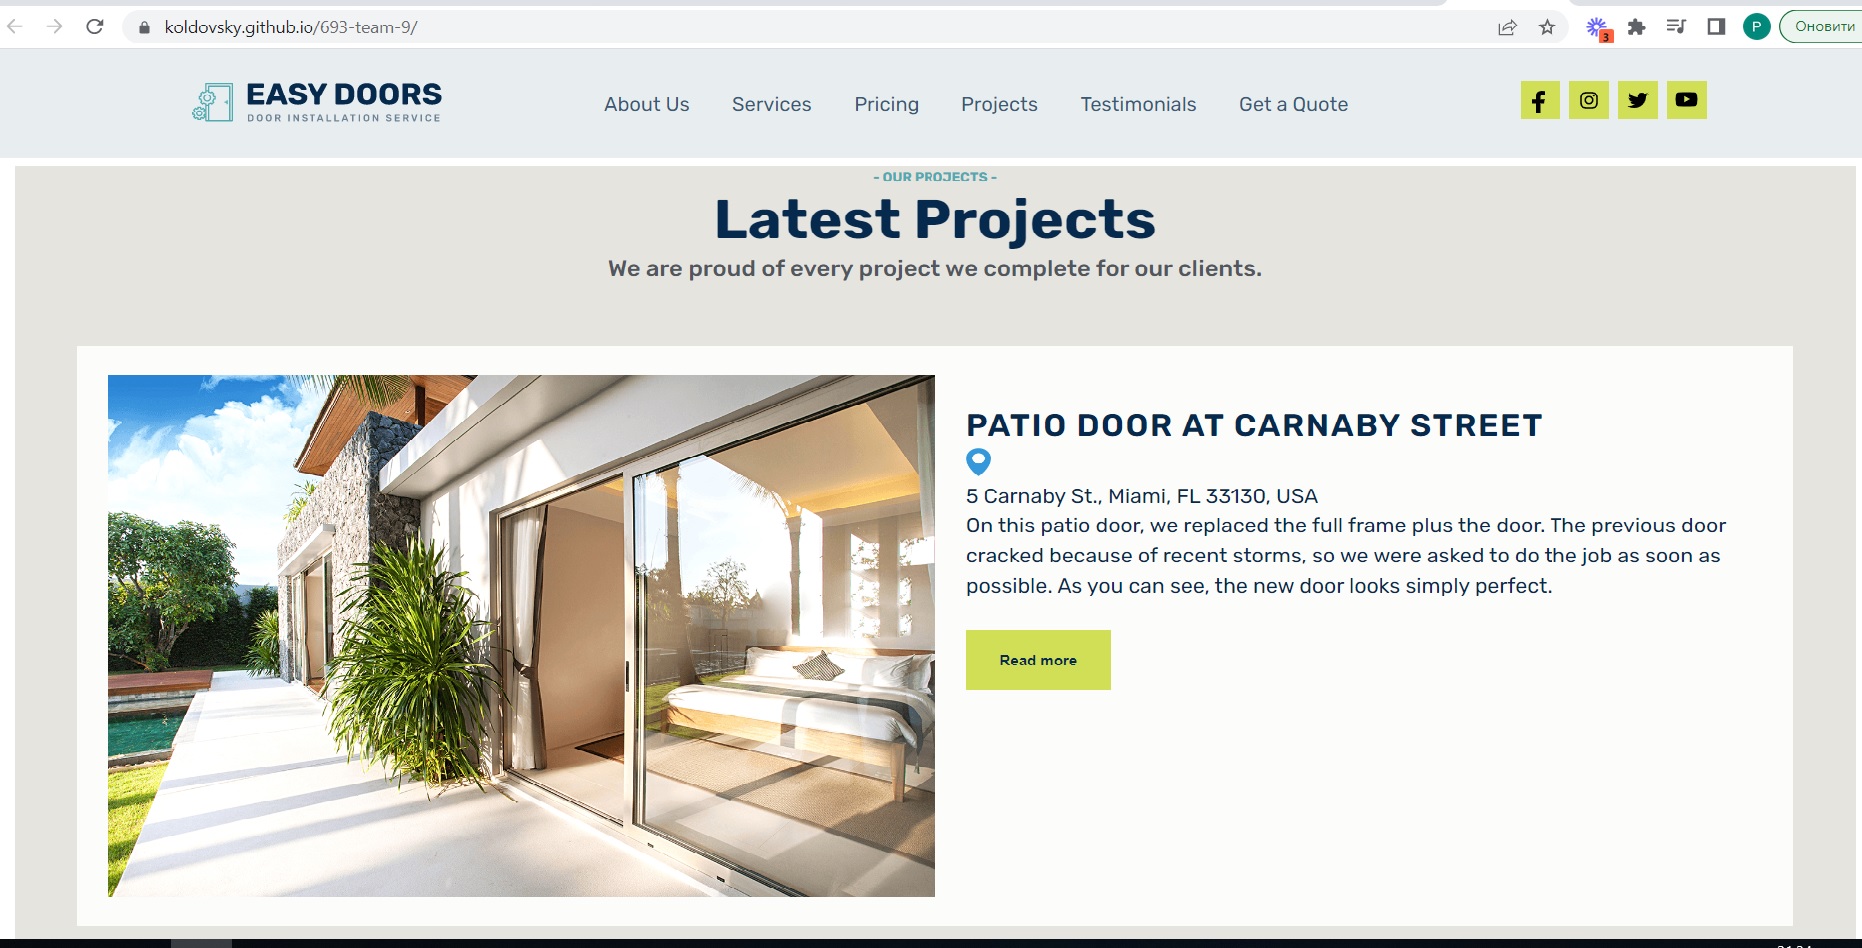 koldovsky.github.io/693-team-9/
3
P
Оновити
EASY DOORS
DOOR INSTALLATION SERVICE
About Us
Services
Pricing
Projects
Testimonials
Get a Quote
- OUR PROJECTS -
Latest Projects
We are proud of every project we complete for our clients.
PATIO DOOR AT CARNABY STREET
5 Carnaby St., Miami, FL 33130, USA
On this patio door, we replaced the full frame plus the door. The previous door
cracked because of recent storms, so we were asked to do the job as soon as
possible. As you can see, the new door looks simply perfect.
Read more